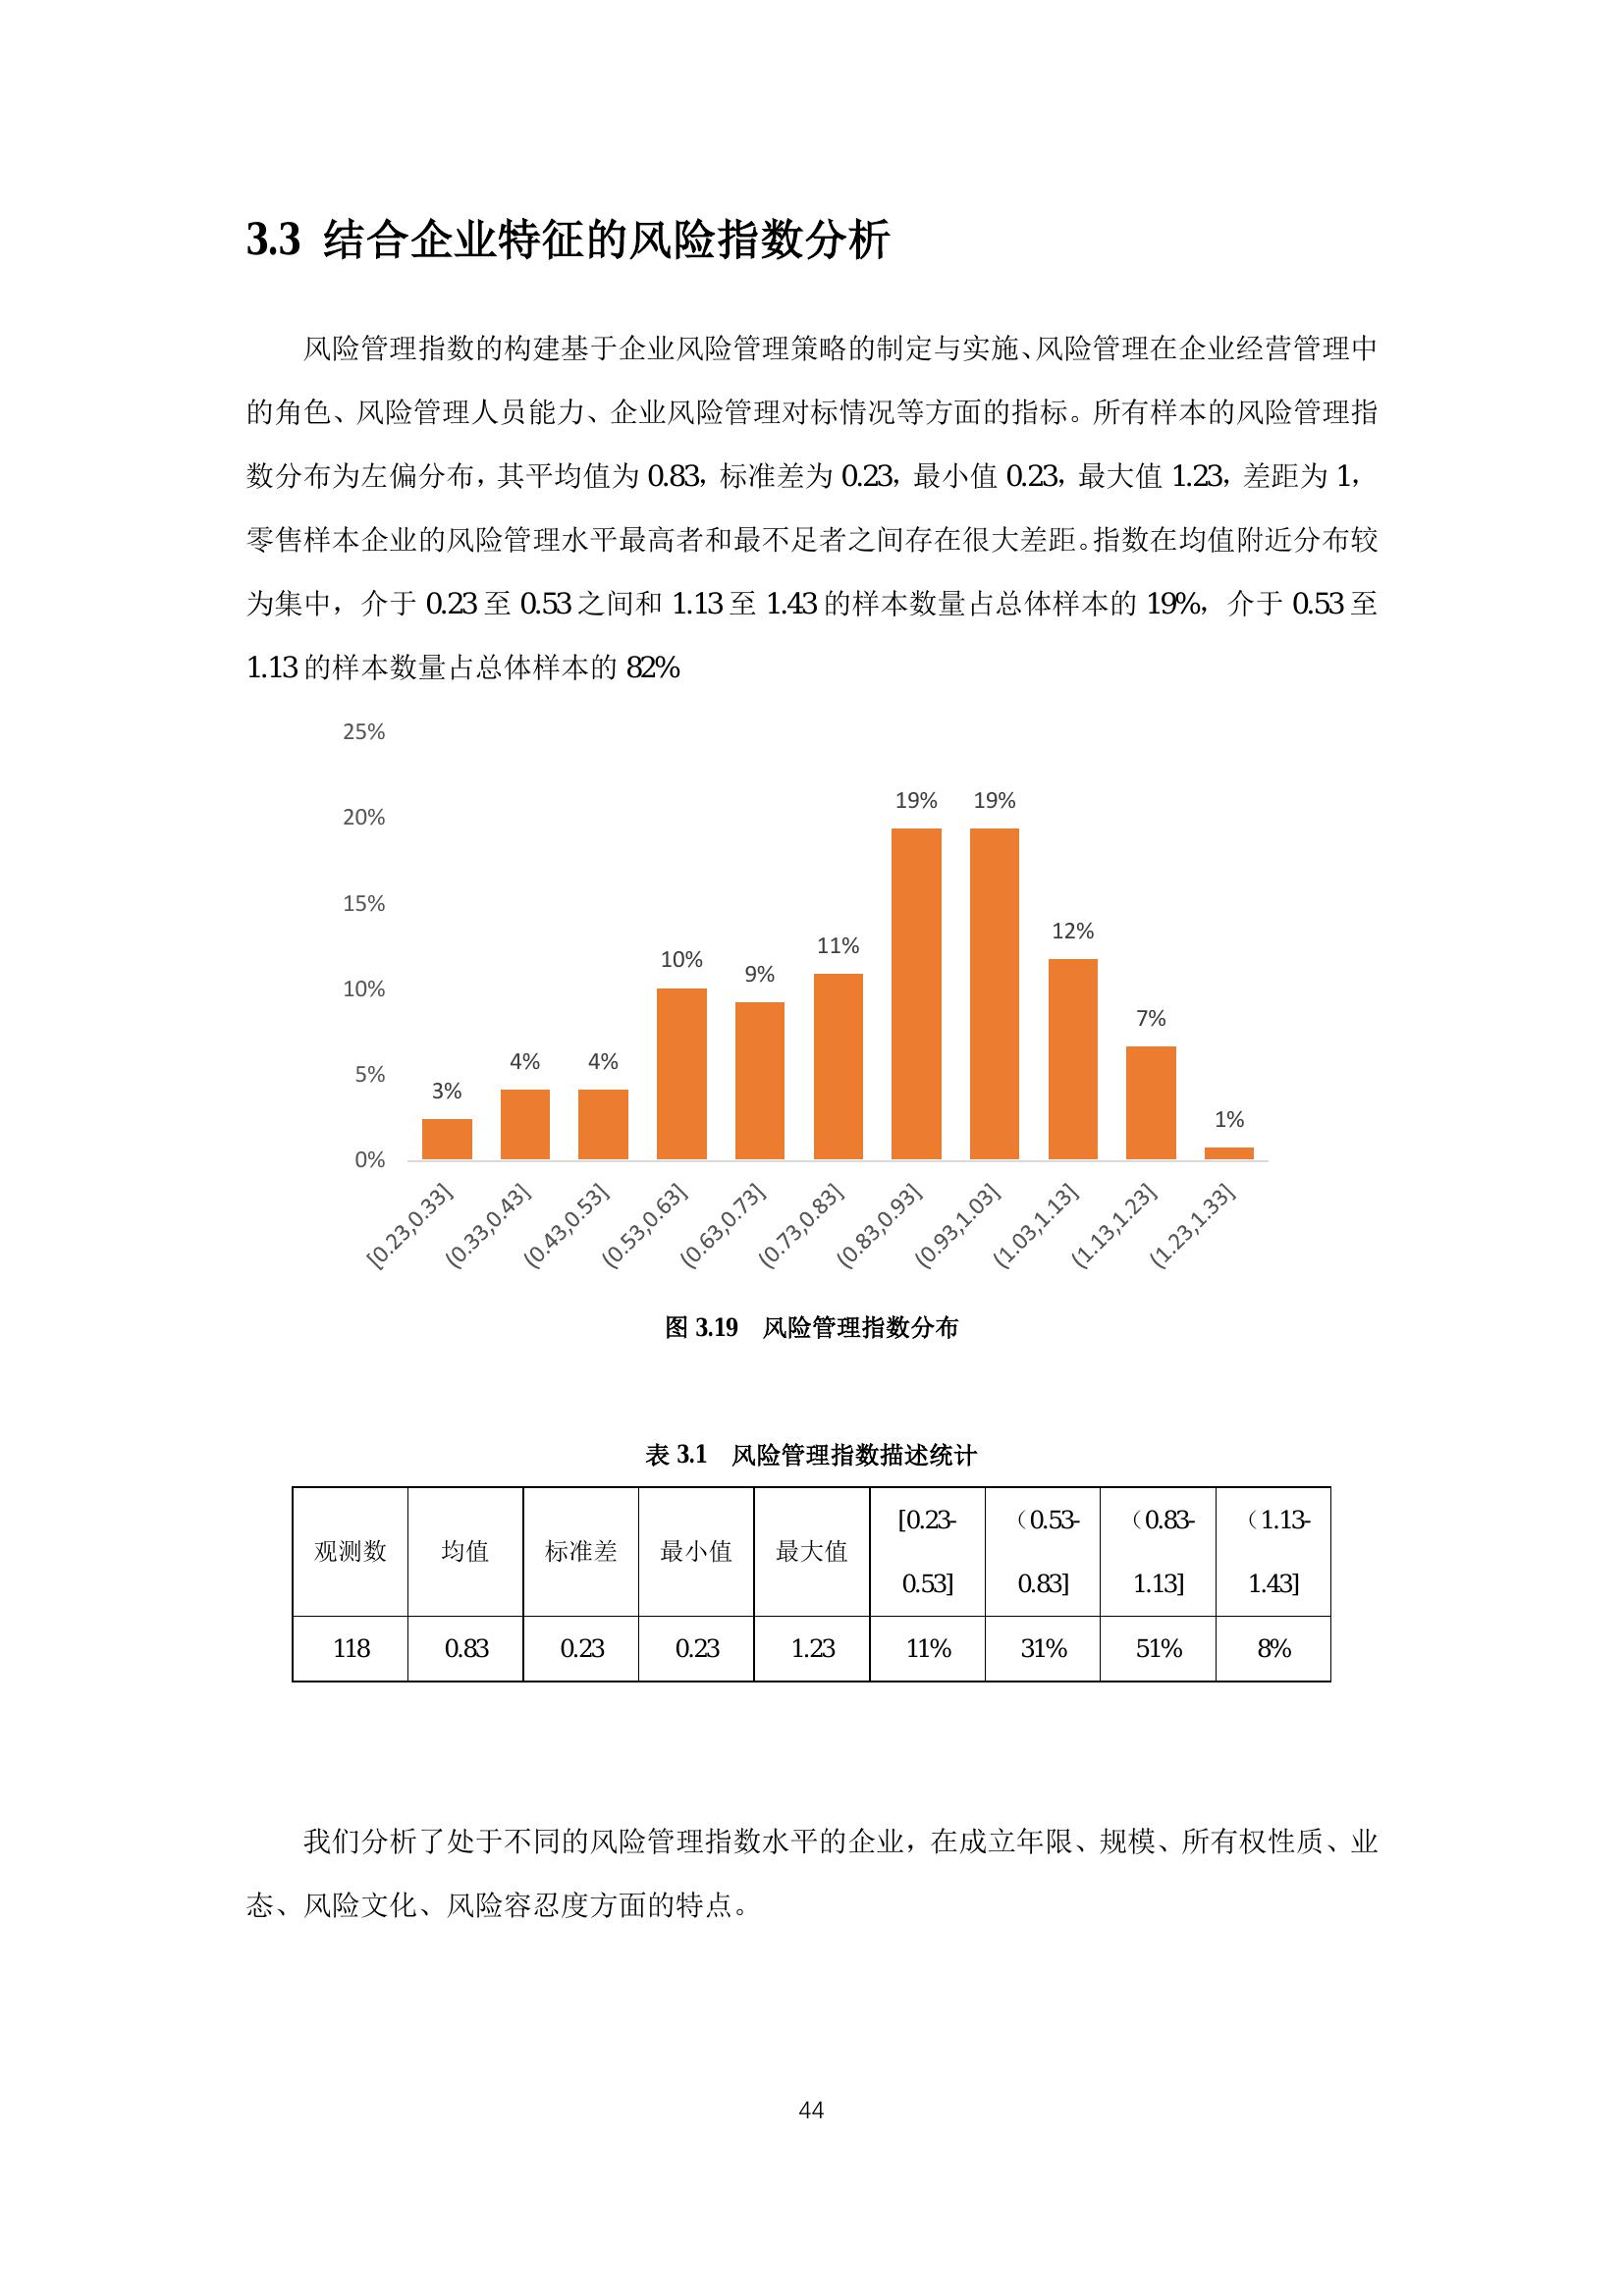 3.3 结合企业特征的风险指数分析
风险管理指数的构建基于企业风险管理策略的制定与实施、风险管理在企业经营管理中
的角色、风险管理人员能力、企业风险管理对标情况等方面的指标。所有样本的风险管理指
数分布为左偏分布，其平均值为 0.83，标准差为 0.23，最小值 0.23，最大值 1.23，差距为 1，
零售样本企业的风险管理水平最高者和最不足者之间存在很大差距。指数在均值附近分布较
为集中，介于 0.23 至 0.53 之间和 1.13 至 1.43 的样本数量占总体样本的 19%，介于 0.53 至
1.13 的样本数量占总体样本的 82%
25%
20%
15%
10%
5%
0%
3%
4%
4%
10%
9%
11%
19%
19%
12%
7%
1%
[0.23,0.33]
(0.33,0.43]
(0.43,0.53]
(0.53,0.63]
(0.63,0.73]
(0.73,0.83]
(0.83,0.93]
(0.93,1.03]
(1.03,1.13]
(1.13,1.23]
(1.23,1.33]
图 3.19 风险管理指数分布
表 3.1 风险管理指数描述统计
观测数 均值 标准差 最小值 最大值 [0.23-0.53] （0.53-0.83] （0.83-1.13] （1.13-1.43]
118 0.83 0.23 0.23 1.23 11% 31% 51% 8%
我们分析了处于不同的风险管理指数水平的企业，在成立年限、规模、所有权性质、业
态、风险文化、风险容忍度方面的特点。
44